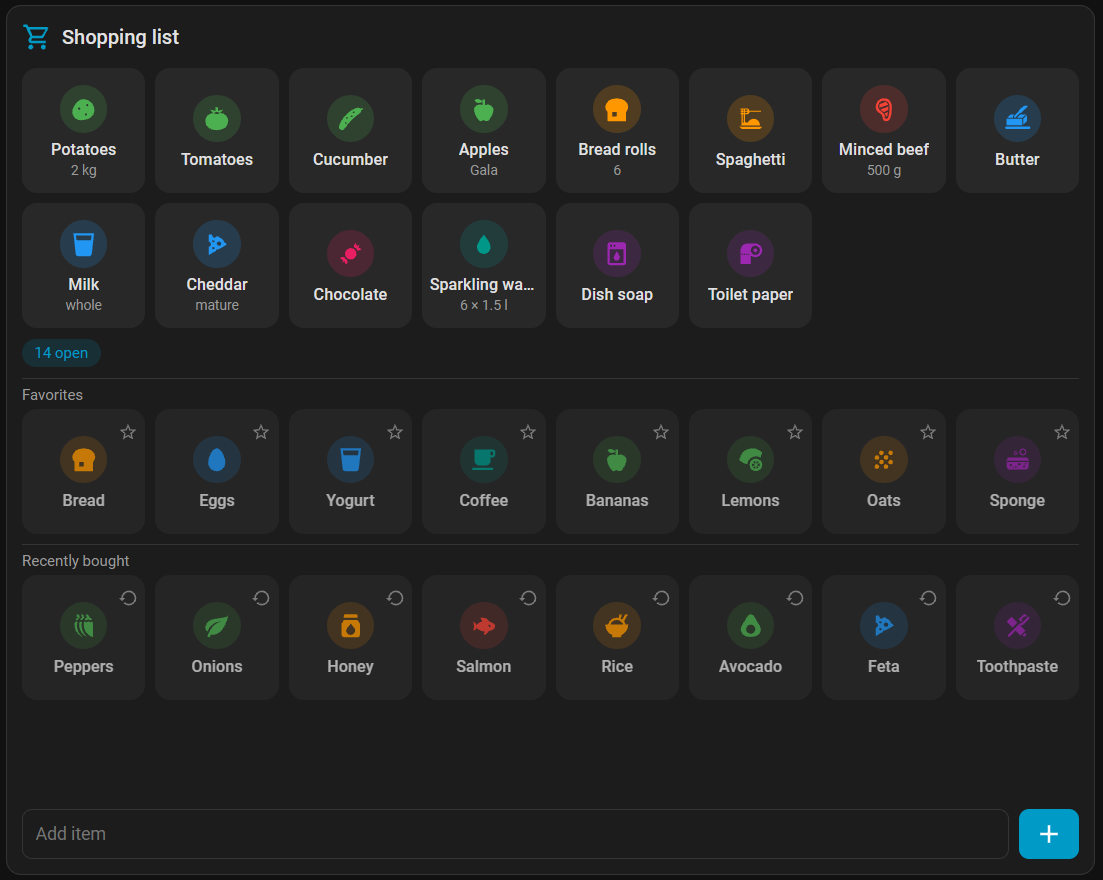 Shopping list
Potatoes
2 kg
Tomatoes
Cucumber
Apples
Gala
Bread rolls
6
Spaghetti
Minced beef
500 g
Butter
Milk
whole
Cheddar
mature
Chocolate
Sparkling wa...
6 × 1.5 l
Dish soap
Toilet paper
14 open
Favorites
Bread
Eggs
Yogurt
Coffee
Bananas
Lemons
Oats
Sponge
Recently bought
Peppers
Onions
Honey
Salmon
Rice
Avocado
Feta
Toothpaste
Add item